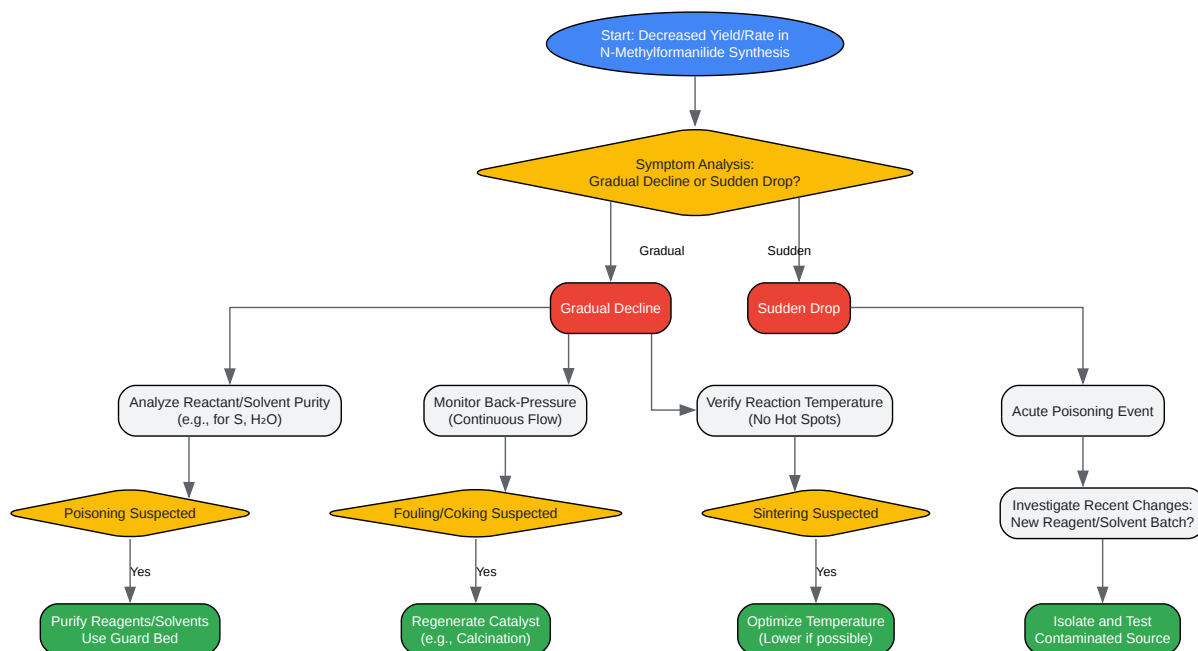 Start: Decreased Yield/Rate in
N-Methylformanilide Synthesis
Symptom Analysis:
Gradual Decline or Sudden Drop?
Gradual
Sudden
Gradual Decline
Sudden Drop
Analyze Reactant/Solvent Purity
(e.g., for S, H₂O)
Monitor Back-Pressure
(Continuous Flow)
Verify Reaction Temperature
(No Hot Spots)
Acute Poisoning Event
Poisoning Suspected
Fouling/Coking Suspected
Sintering Suspected
Investigate Recent Changes:
New Reagent/Solvent Batch?
Yes
Yes
Yes
Purify Reagents/Solvents
Use Guard Bed
Regenerate Catalyst
(e.g., Calcination)
Optimize Temperature
(Lower if possible)
Isolate and Test
Contaminated Source